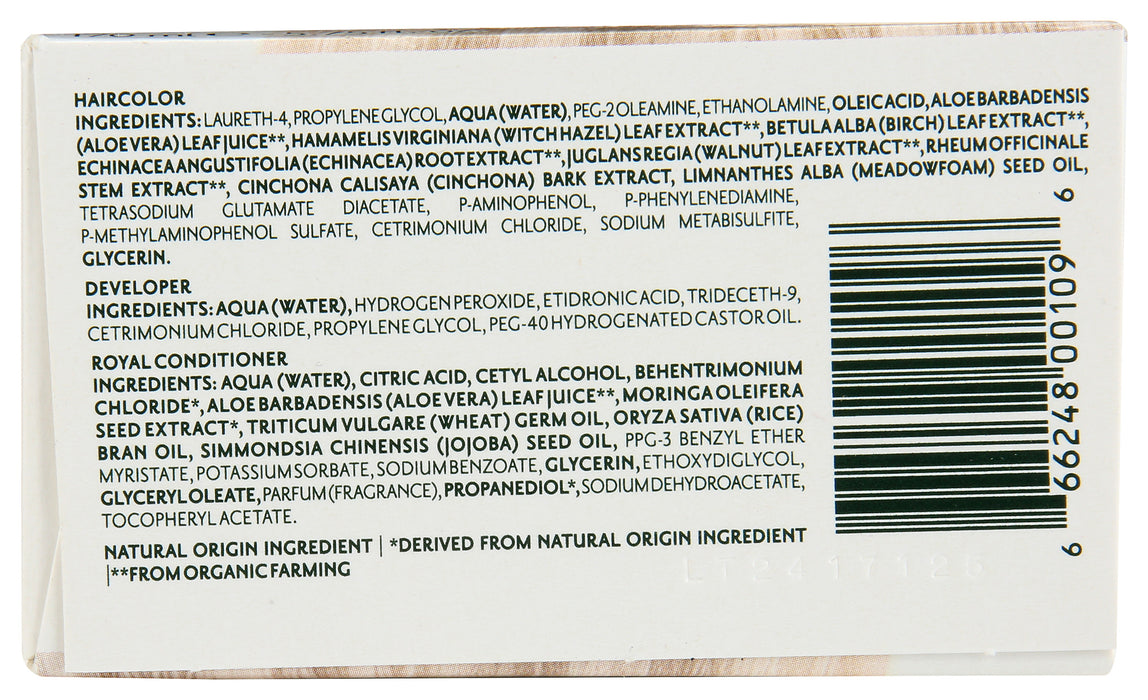 HAIRCOLOR
INGREDIENTS: LAURETH-4, PROPYLENE GLYCOL, AQUA (WATER), PEG-2 OLEAMINE, ETHANOLAMINE, OLEIC ACID, ALOE BARBADENSIS
(ALOE VERA) LEAF JUICE**, HAMAMELIS VIRGINIANA (WITCH HAZEL) LEAF EXTRACT**, BETULA ALBA (BIRCH) LEAF EXTRACT**,
ECHINACEA ANGUSTIFOLIA (ECHINACEA) ROOT EXTRACT**, JUGLANS REGIA (WALNUT) LEAF EXTRACT**, RHEUM OFFICINALE
STEM EXTRACT**, CINCHONA CALISAYA (CINCHONA) BARK EXTRACT, LIMNANTHES ALBA (MEADOWFOAM) SEED OIL,
TETRASODIUM GLUTAMATE DIACETATE, P-AMINOPHENOL, P-PHENYLENEDIAMINE,
P-METHYLAMINOPHENOL SULFATE, CETRIMONIUM CHLORIDE, SODIUM METABISULFITE,
GLYCERIN.
DEVELOPER
INGREDIENTS: AQUA (WATER), HYDROGEN PEROXIDE, ETIDRONIC ACID, TRIDECETH-9,
CETRIMONIUM CHLORIDE, PROPYLENE GLYCOL, PEG-40 HYDROGENATED CASTOR OIL.
ROYAL CONDITIONER
INGREDIENTS: AQUA (WATER), CITRIC ACID, CETYL ALCOHOL, BEHENTRIMONIUM
CHLORIDE*, ALOE BARBADENSIS (ALOE VERA) LEAF JUICE**, MORINGA OLEIFERA
SEED EXTRACT*, TRITICUM VULGARE (WHEAT) GERM OIL, ORYZA SATIVA (RICE)
BRAN OIL, SIMMONDSIA CHINENSIS (JOJOBA) SEED OIL, PPG-3 BENZYL ETHER
MYRISTATE, POTASSIUM SORBATE, SODIUM BENZOATE, GLYCERIN, ETHOXYDIGLYCOL,
GLYCERYL OLEATE, PARFUM (FRAGRANCE), PROPANEDIOL*, SODIUM DEHYDROACETATE,
TOCOPHERYL ACETATE.
NATURAL ORIGIN INGREDIENT | *DERIVED FROM NATURAL ORIGIN INGREDIENT
|**FROM ORGANIC FARMING
6 66248 00109 6
LT2417126